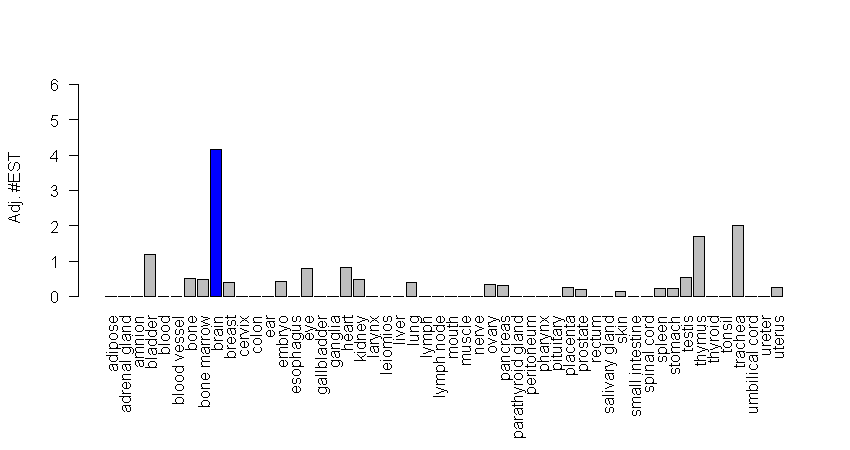 Adj. #EST
6
5
4
3
2
1
0
adipose
adrenal gland
amnion
bladder
blood
blood vessel
bone
bone marrow
brain
breast
cervix
colon
ear
embryo
esophagus
eye
gallbladder
ganglia
heart
kidney
larynx
leiomios
liver
lung
lymph
lymph node
mouth
muscle
nerve
ovary
pancreas
parathyroid gland
peritoneum
pharynx
pituitary
placenta
prostate
rectum
salivary gland
skin
small intestine
spinal cord
spleen
stomach
testis
thymus
thyroid
tonsil
trachea
umbilical cord
ureter
uterus